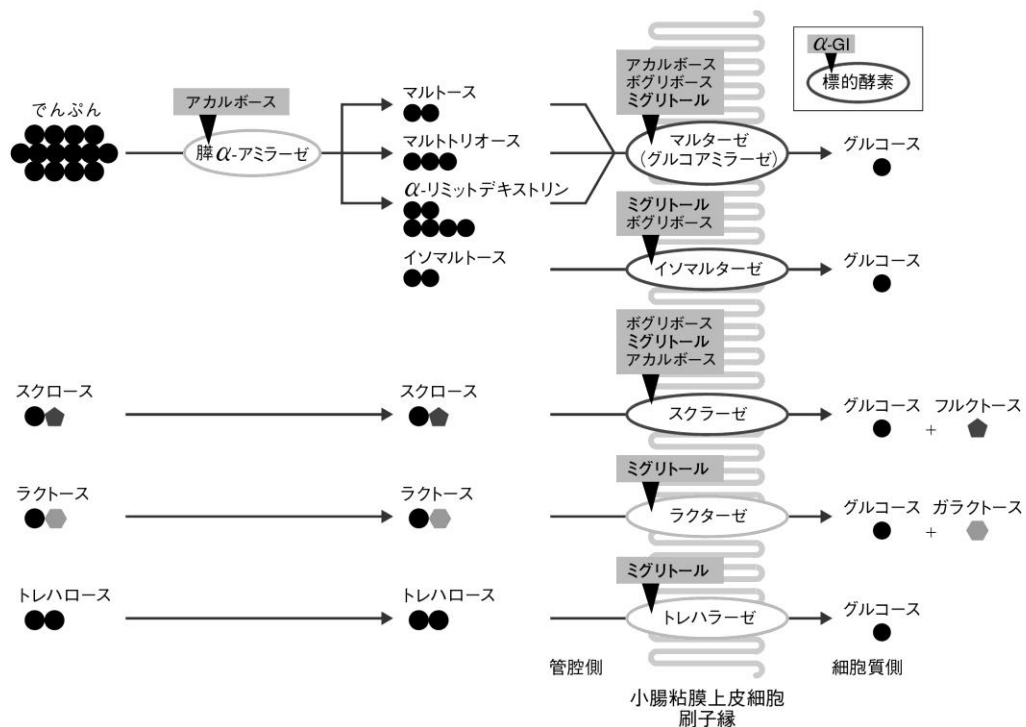 α-GI
標的酵素
でんぷん
アカルボース
膵α-アミラーゼ
マルトース
マルトトリオース
α-リミットデキストリン
イソマルトース
アカルボース
ボグリボース
ミグリトール
マルターゼ
（グルコアミラーゼ）
グルコース
ミグリトール
ボグリボース
イソマルターゼ
グルコース
スクロース
スクロース
ボグリボース
ミグリトール
アカルボース
スクラーゼ
グルコース
+
フルクトース
ラクトース
ラクトース
ミグリトール
ラクターゼ
グルコース
+
ガラクトース
トレハロース
トレハロース
ミグリトール
トレハラーゼ
グルコース
管腔側
細胞質側
小腸粘膜上皮細胞
刷子縁